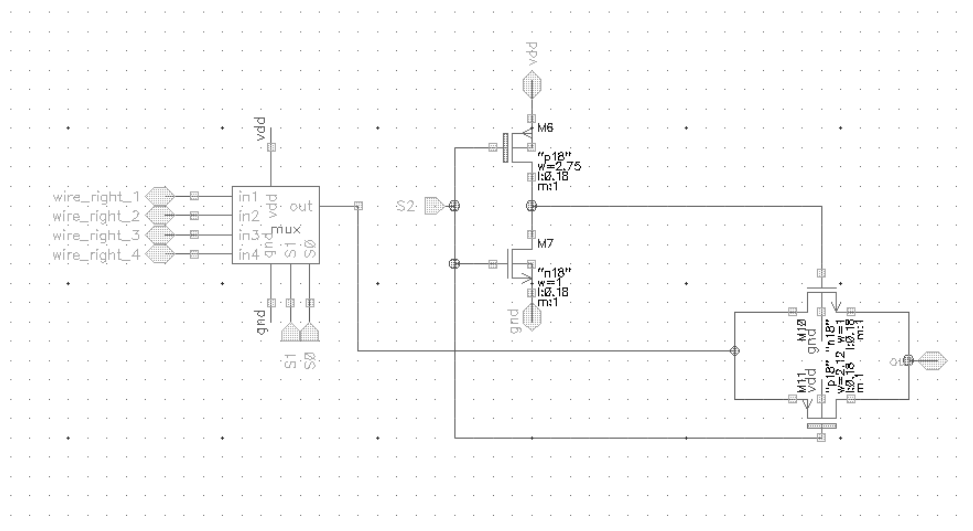 vdd
vdd
M6
"p18"
w=2.75
l:0.18
m:1
wire_right_1
wire_right_2
wire_right_3
wire_right_4
in1
in2
in3
in4
vdd
out
mux
gnd
S1
S0
S2
M7
"n18"
w=1
l:0.18
m:1
gnd
gnd
S1
S0
M10
gnd
"n18"
w=1
l:0.18
m:1
M11
vdd
"p18"
w=2.12
l:0.18
m:1